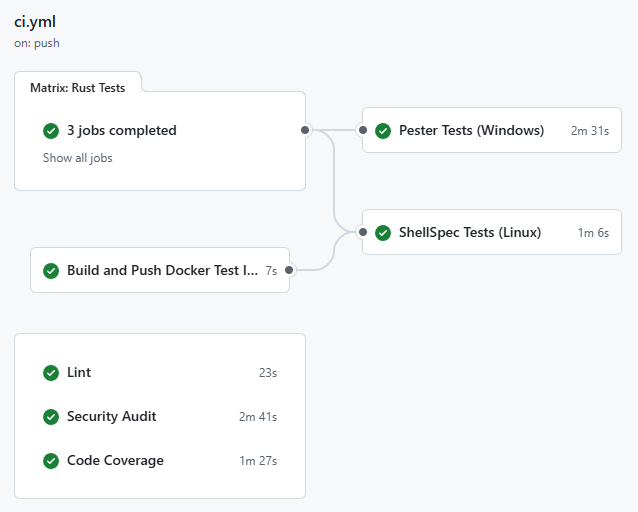 ci.yml
on: push
Matrix: Rust Tests
3 jobs completed
Show all jobs
Pester Tests (Windows) 2m 31s
ShellSpec Tests (Linux) 1m 6s
Build and Push Docker Test I... 7s
Lint 23s
Security Audit 2m 41s
Code Coverage 1m 27s